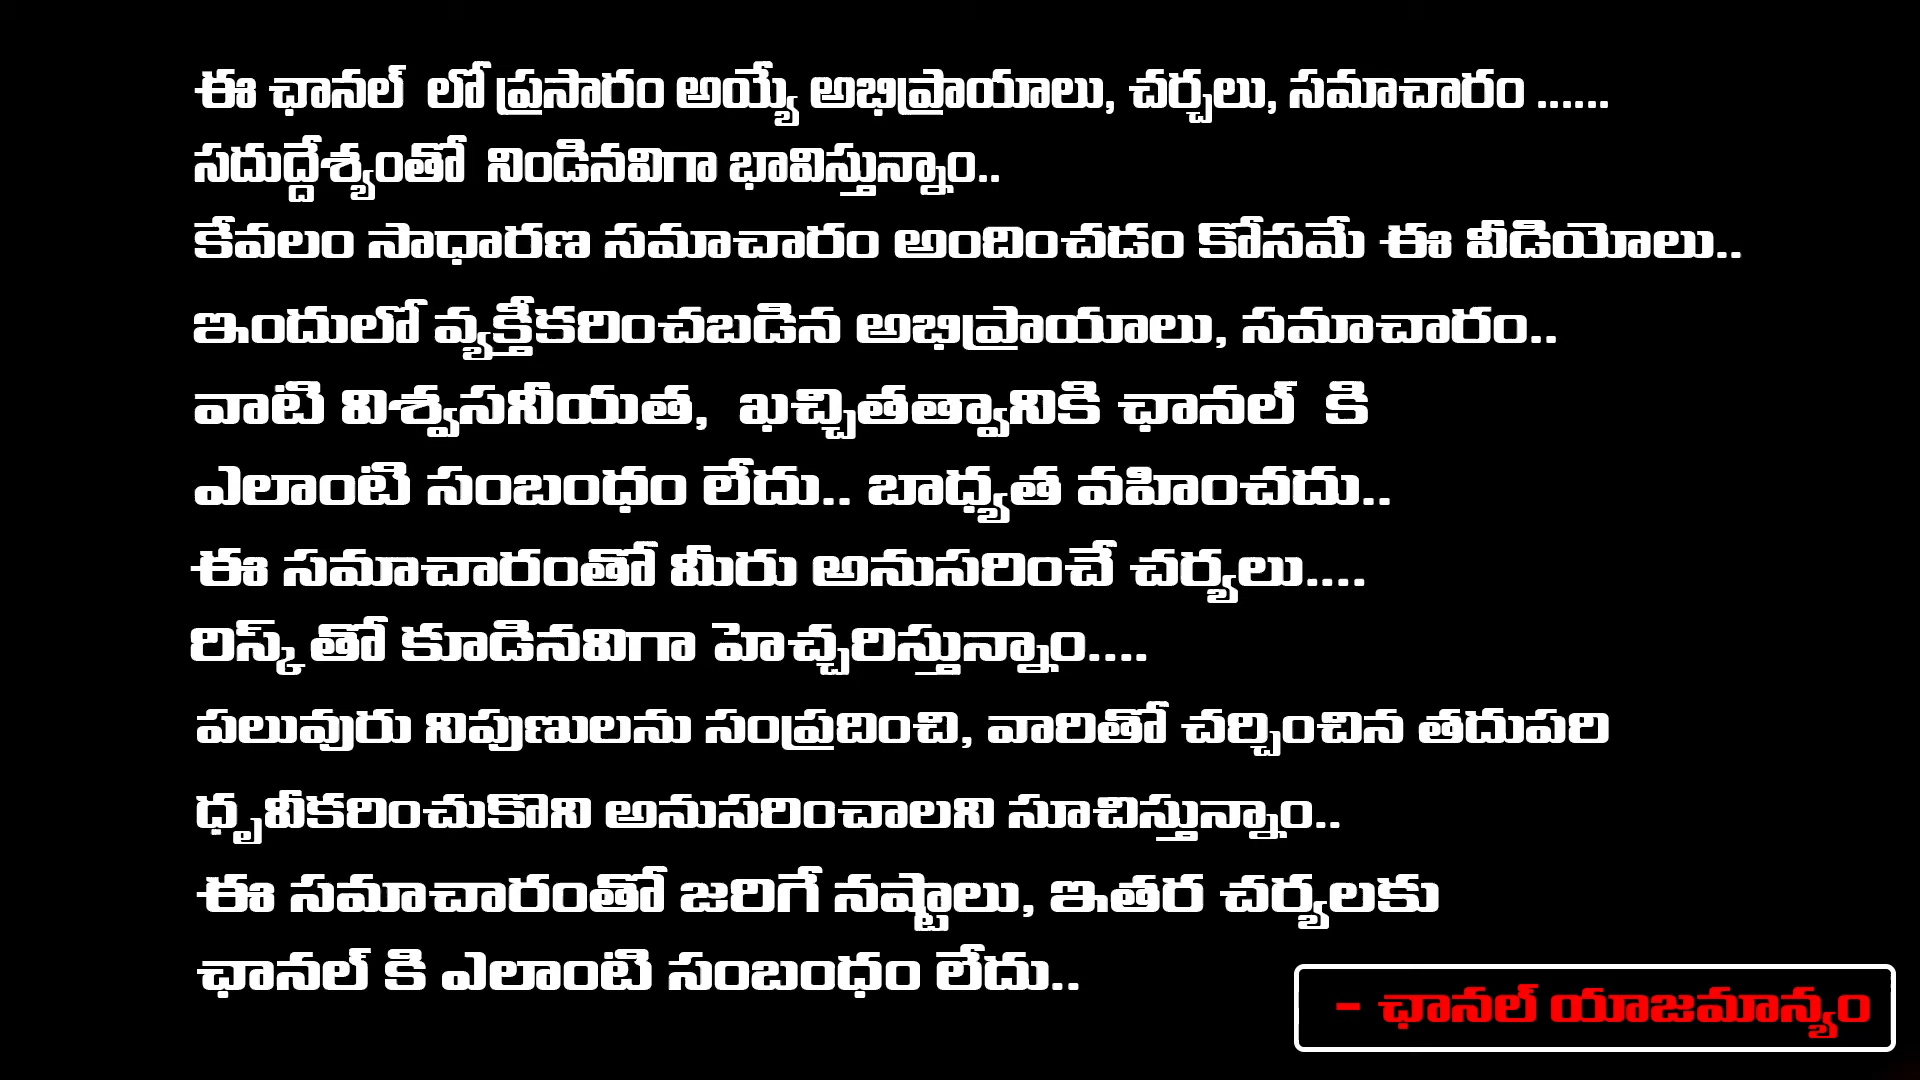 ఈ ఛానల్ లో ప్రసారం అయ్యే అభిప్రాయాలు, చర్చలు, సమాచారం ......
సదుద్దేశ్యంతో నిండినవిగా భావిస్తున్నాం..
కేవలం సాధారణ సమాచారం అందించడం కోసమే ఈ వీడియోలు..
ఇందులో వ్యక్తీకరించబడిన అభిప్రాయాలు, సమాచారం..
వాటి విశ్వసనీయత, ఖచ్చితత్వానికి ఛానల్ కి
ఎలాంటి సంబంధం లేదు.. బాధ్యత వహించదు..
ఈ సమాచారంతో మీరు అనుసరించే చర్యలు....
రిస్క్ తో కూడినవిగా హెచ్చరిస్తున్నాం....
పలువురు నిపుణులను సంప్రదించి, వారితో చర్చించిన తదుపరి
ధృవీకరించుకొని అనుసరించాలని సూచిస్తున్నాం..
ఈ సమాచారంతో జరిగే నష్టాలు, ఇతర చర్యలకు
ఛానల్ కి ఎలాంటి సంబంధం లేదు..
- ఛానల్ యాజమాన్యం